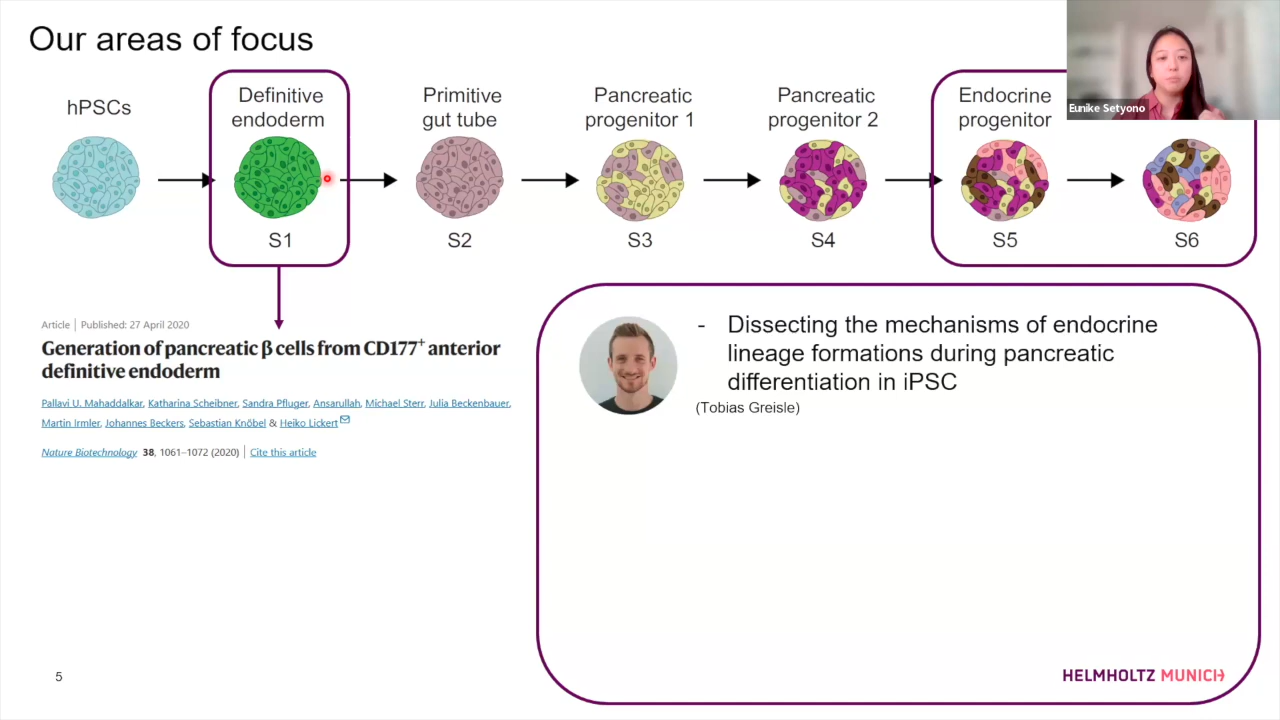 Our areas of focus
hPSCs
Definitive
endoderm
Primitive
gut tube
Pancreatic
progenitor 1
Pancreatic
progenitor 2
Endocrine
progenitor
Eunike Setyono
S1
S2
S3
S4
S5
S6
Article | Published: 27 April 2020
Generation of pancreatic β cells from CD177⁺ anterior
definitive endoderm
Pallavi U. Mahaddalkar, Katharina Scheibner, Sandra Pfluger, Ansarullah, Michael Sterr, Julia Beckenbauer,
Martin Irmler, Johannes Beckers, Sebastian Knöbel & Heiko Lickert
Nature Biotechnology 38, 1061–1072 (2020) | Cite this article
- Dissecting the mechanisms of endocrine
lineage formations during pancreatic
differentiation in iPSC
(Tobias Greisle)
5
HELMHOLTZ MUNICH